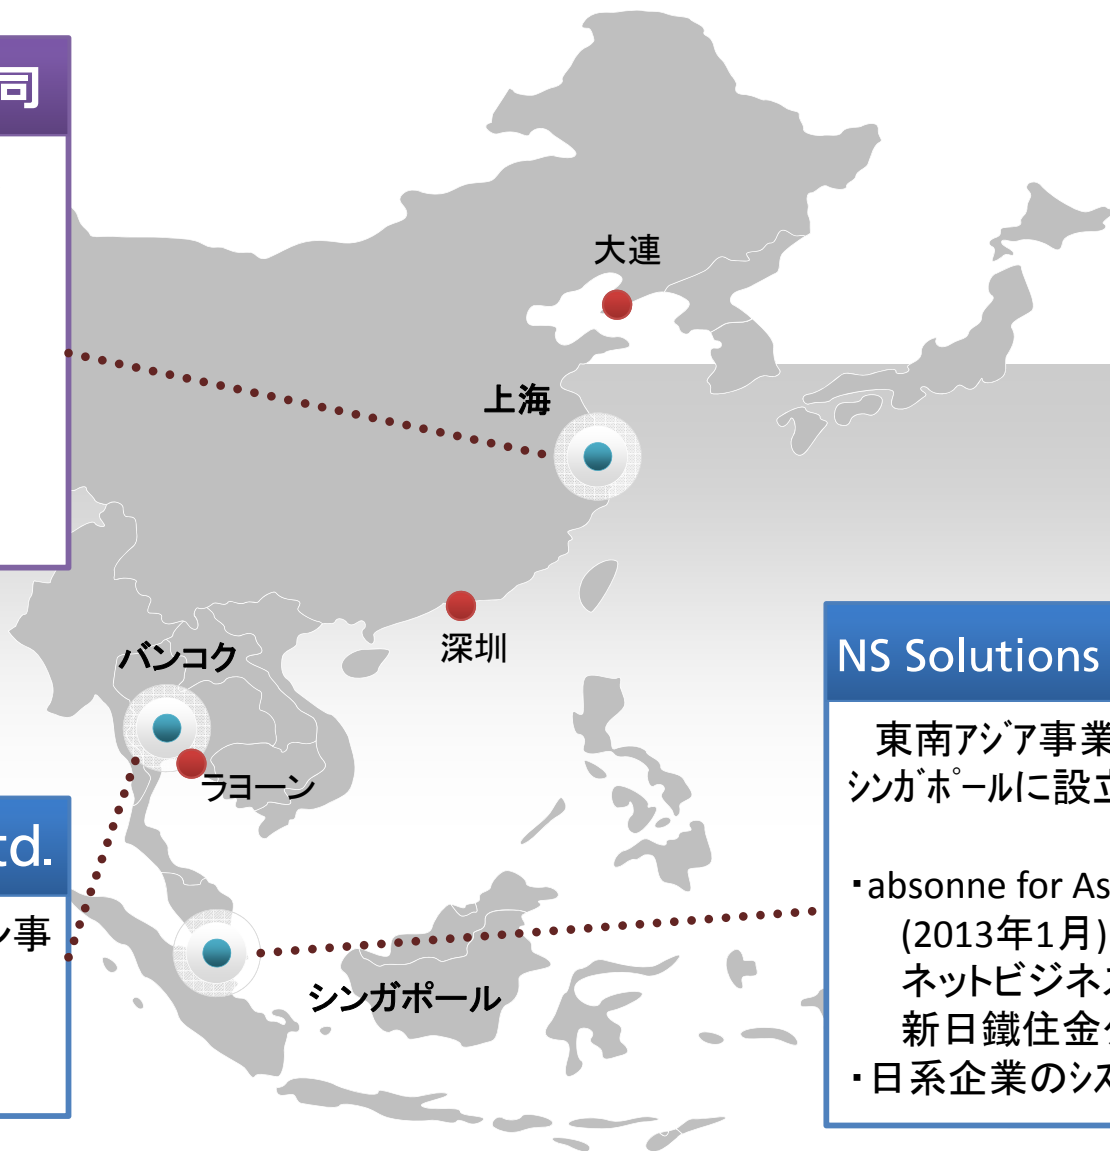 司
大連
上海
深圳
バンコク
ラヨーン
td.
ン事
シンガポール
NS Solutions
東南アジア事業
シンガポールに設立
・absonne for As
(2013年1月)
ネットビジネス
新日鐵住金グ
・日系企業のシス